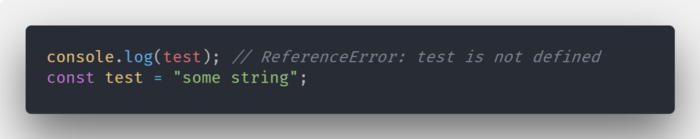 console.log(test); // ReferenceError: test is not defined
const test = "some string";